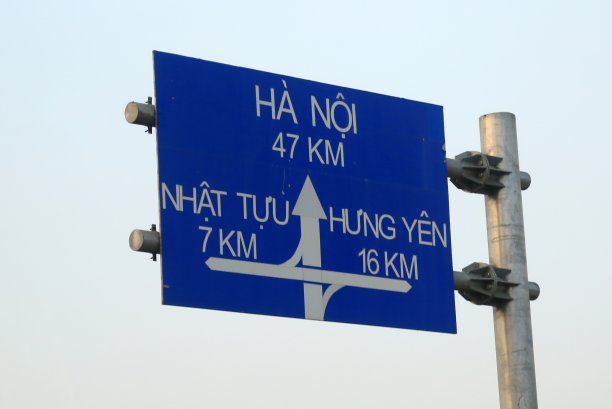 HÀ NỘI
47 KM
NHẬT TỰU
7 KM
HƯNG YÊN
16 KM